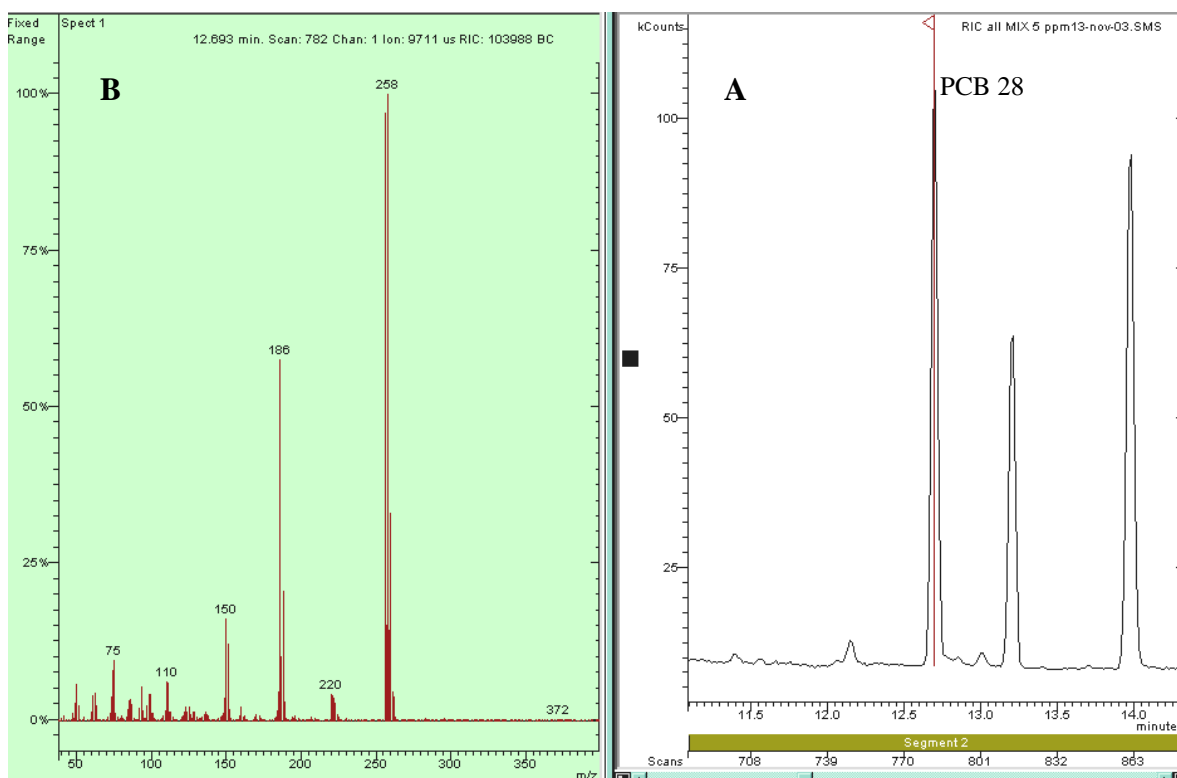 Fixed Range
Spect 1
12.693 min. Scan: 782 Chan: 1 Ion: 9711 us RIC: 103988 BC
B
258
100%
75%
186
50%
25%
150
75
110
220
372
0%
50 100 150 200 250 300 350
m/z
kCounts
RIC all MIX 5 ppm13-nov-03.SMS
A
PCB 28
100
75
50
25
11.5 12.0 12.5 13.0 13.5 14.0
minute
Segment 2
Scans 708 739 770 801 832 863